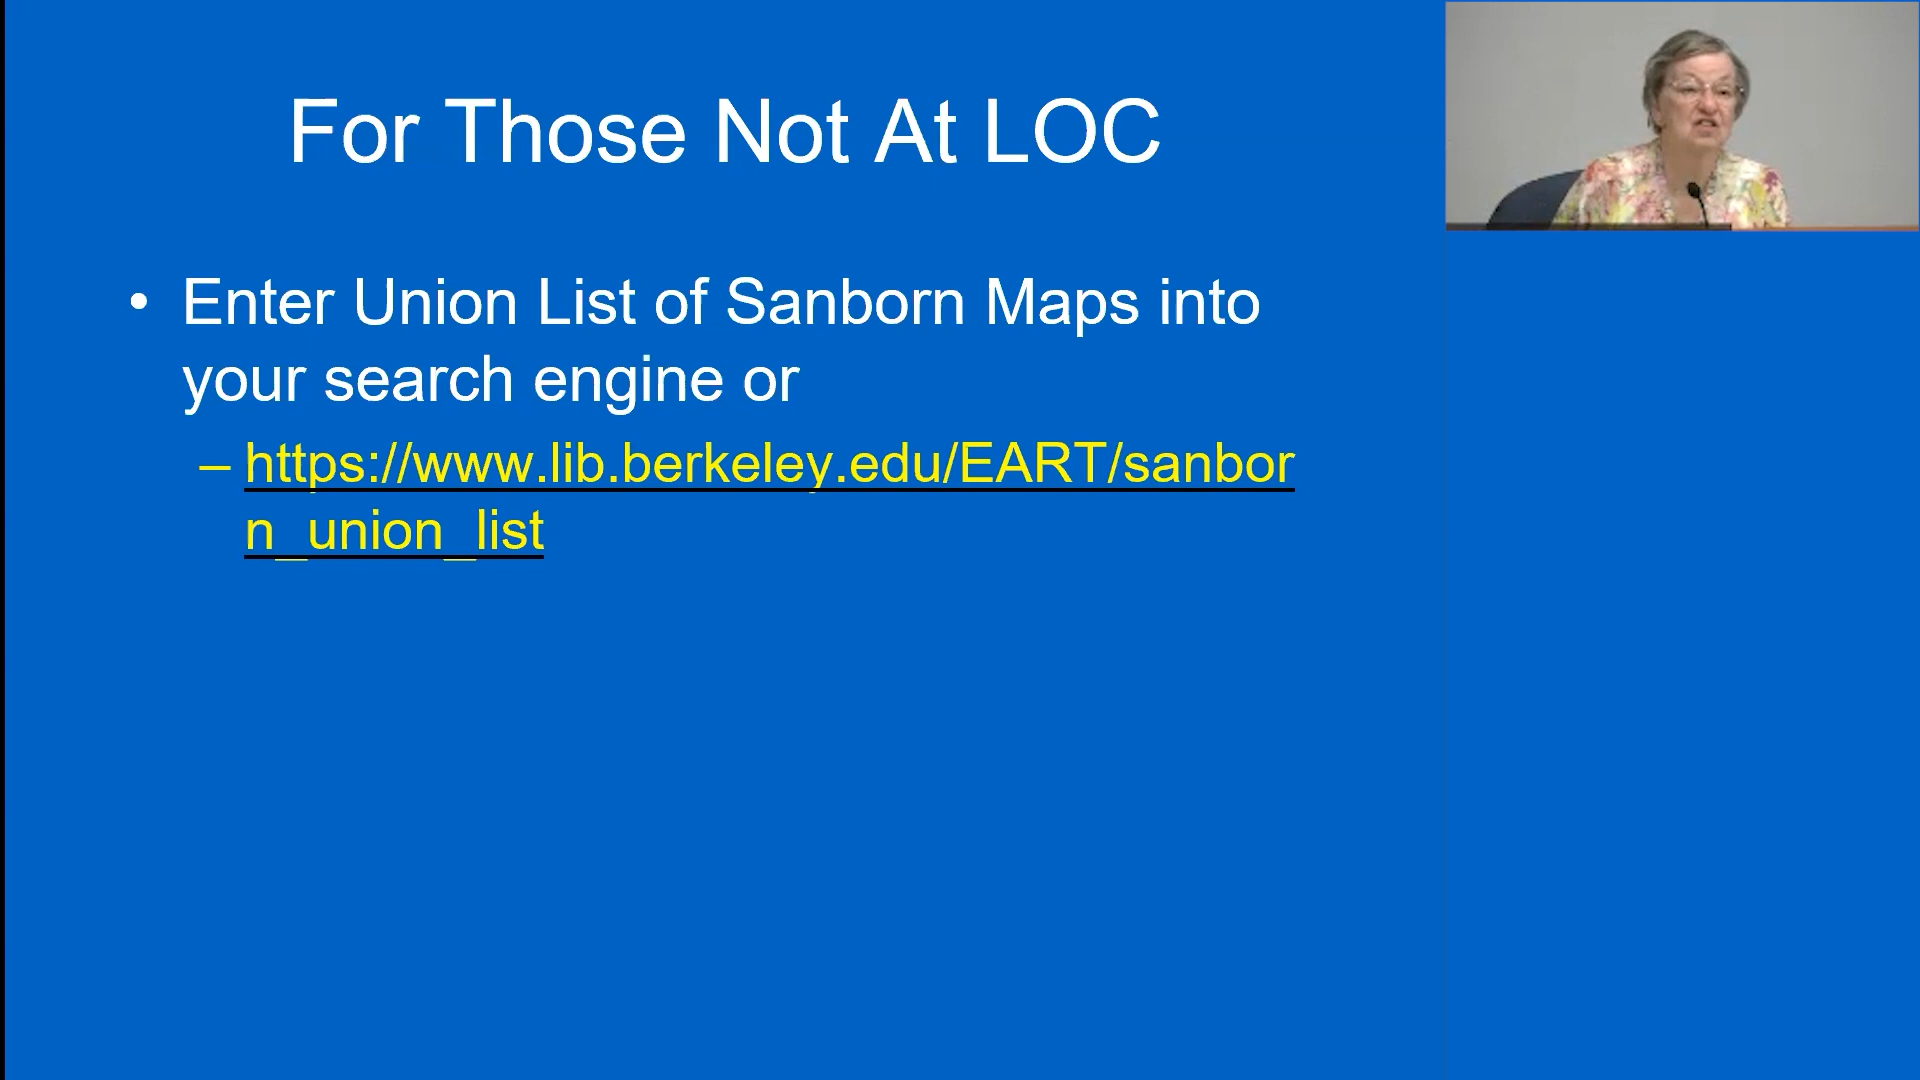 For Those Not At LOC
• Enter Union List of Sanborn Maps into
your search engine or
– https://www.lib.berkeley.edu/EART/sanbor
n_union_list